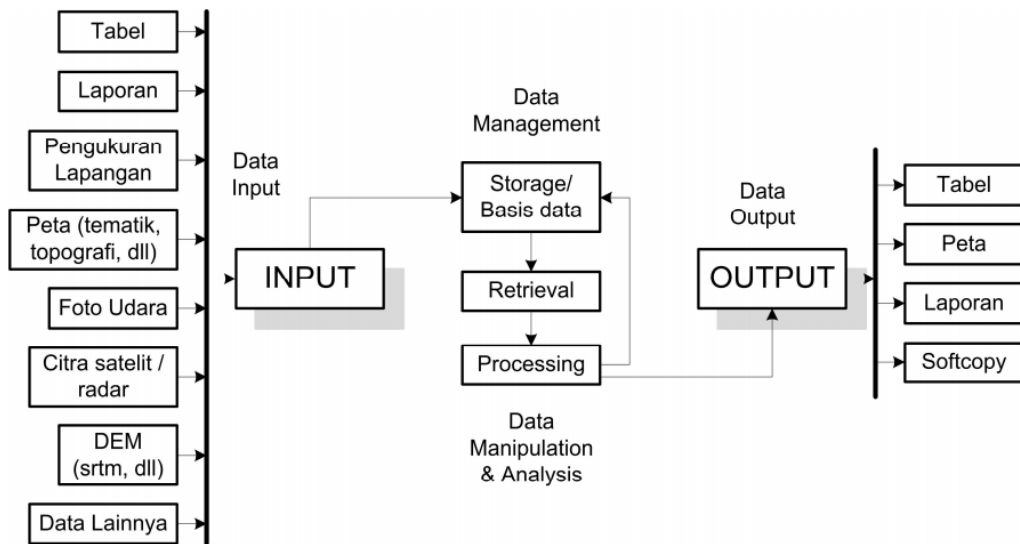 Tabel
Laporan
Pengukuran
Lapangan
Peta (tematik,
topografi, dll)
Foto Udara
Citra satelit /
radar
DEM
(srtm, dll)
Data Lainnya
Data
Input
INPUT
Data
Management
Storage/
Basis data
Retrieval
Processing
Data
Manipulation
& Analysis
Data
Output
OUTPUT
Tabel
Peta
Laporan
Softcopy